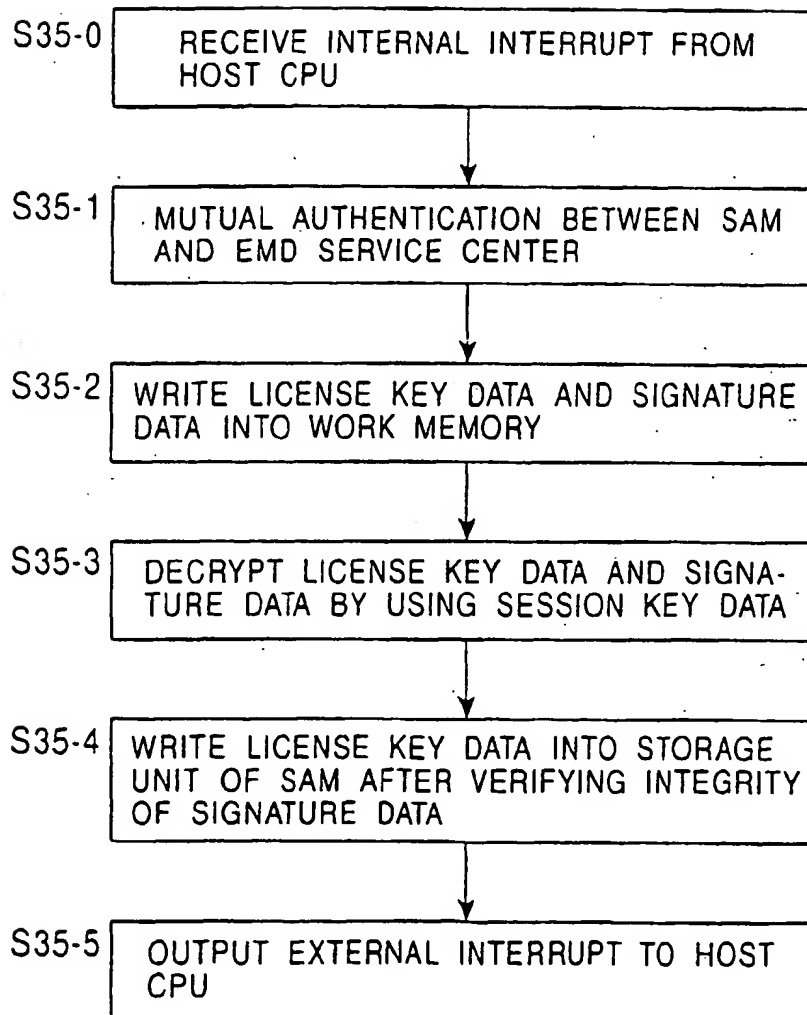 S35-0
RECEIVE INTERNAL INTERRUPT FROM
HOST CPU
S35-1
MUTUAL AUTHENTICATION BETWEEN SAM
AND EMD SERVICE CENTER
S35-2
WRITE LICENSE KEY DATA AND SIGNATURE
DATA INTO WORK MEMORY
S35-3
DECRYPT LICENSE KEY DATA AND SIGNA-
TURE DATA BY USING SESSION KEY DATA
S35-4
WRITE LICENSE KEY DATA INTO STORAGE
UNIT OF SAM AFTER VERIFYING INTEGRITY
OF SIGNATURE DATA
S35-5
OUTPUT EXTERNAL INTERRUPT TO HOST
CPU